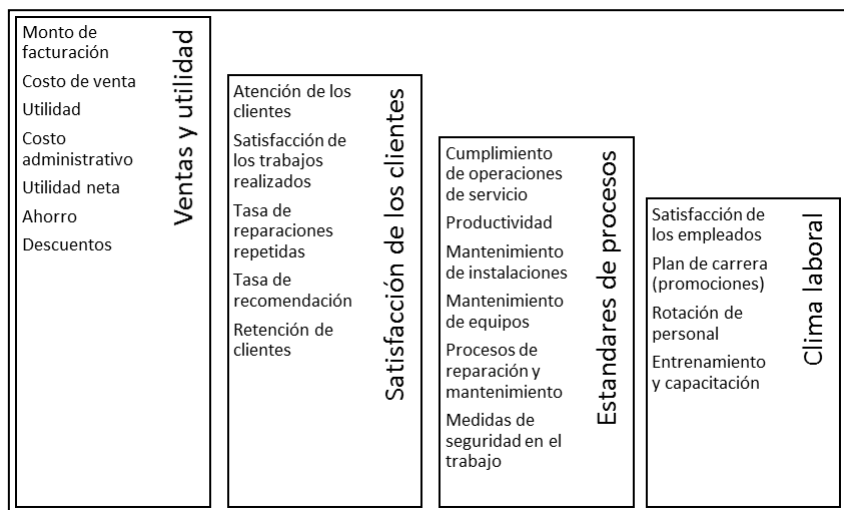 Monto de
facturación
Costo de venta
Utilidad
Costo
administrativo
Utilidad neta
Ahorro
Descuentos
Ventas y utilidad
Atención de los
clientes
Satisfacción de
los trabajos
realizados
Tasa de
reparaciones
repetidas
Tasa de
recomendación
Retención de
clientes
Satisfacción de los clientes
Cumplimiento
de operaciones
de servicio
Productividad
Mantenimiento
de instalaciones
Mantenimiento
de equipos
Procesos de
reparación y
mantenimiento
Medidas de
seguridad en el
trabajo
Estandares de procesos
Satisfacción de
los empleados
Plan de carrera
(promociones)
Rotación de
personal
Entrenamiento
y capacitación
Clima laboral